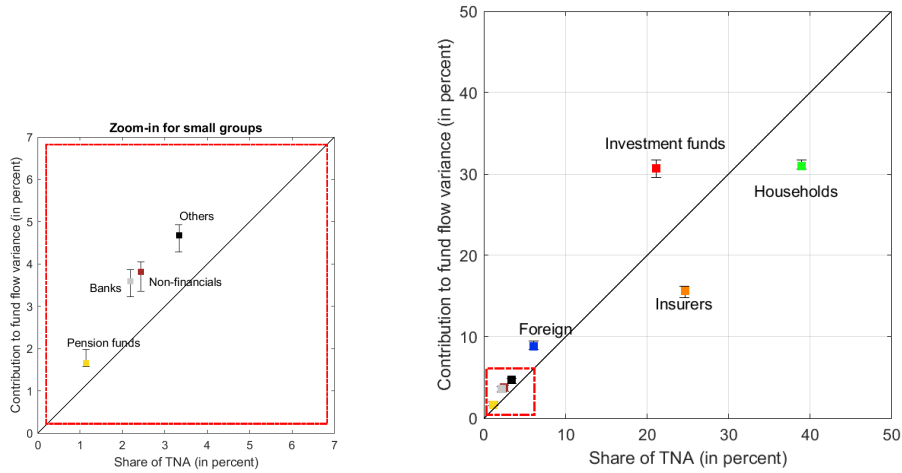 Zoom-in for small groups
7
6
5
4
3
2
1
0
Contribution to fund flow variance (in percent)
Others
Non-financials
Banks
Pension funds
0 1 2 3 4 5 6 7
Share of TNA (in percent)
50
40
30
20
10
0
Contribution to fund flow variance (in percent)
Investment funds
Households
Insurers
Foreign
0 10 20 30 40 50
Share of TNA (in percent)